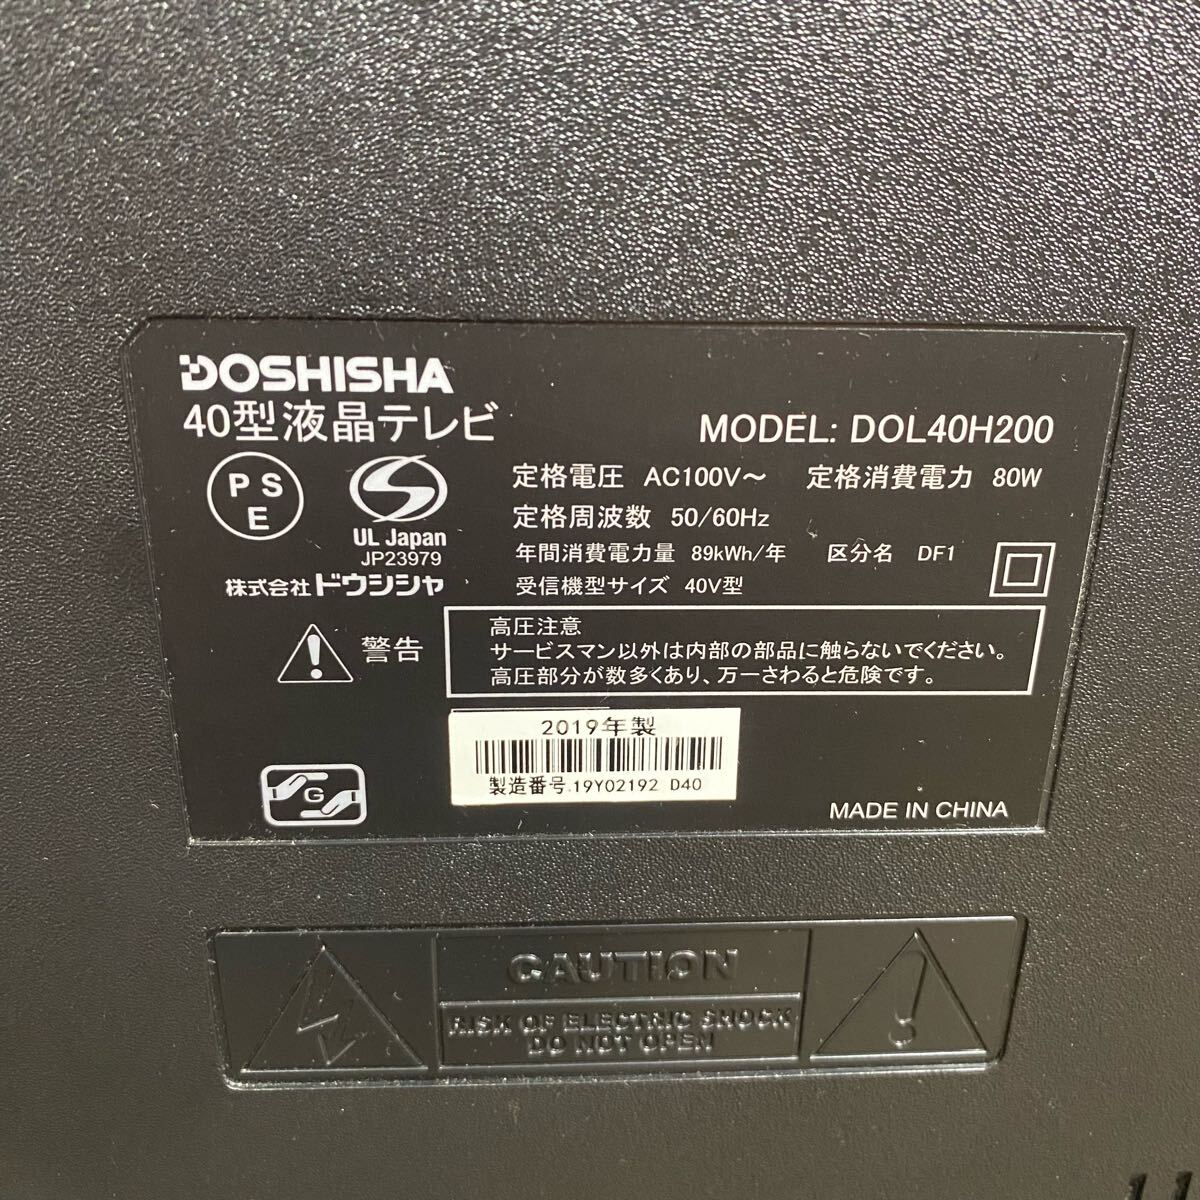 DOSHISHA
40型液晶テレビ
MODEL: DOL40H200
PS
E
UL Japan
JP23979
株式会社ドウシシャ
定格電圧 AC100V～ 定格消費電力 80W
定格周波数 50/60Hz
年間消費電力量 89kWh/年 区分名 DF1
受信機型サイズ 40V型
警告
高圧注意
サービスマン以外は内部の部品に触らないでください。
高圧部分が数多くあり、万一さわると危険です。
2019年製
製造番号.19Y02192 D40
G
MADE IN CHINA
CAUTION
RISK OF ELECTRIC SHOCK
DO NOT OPEN